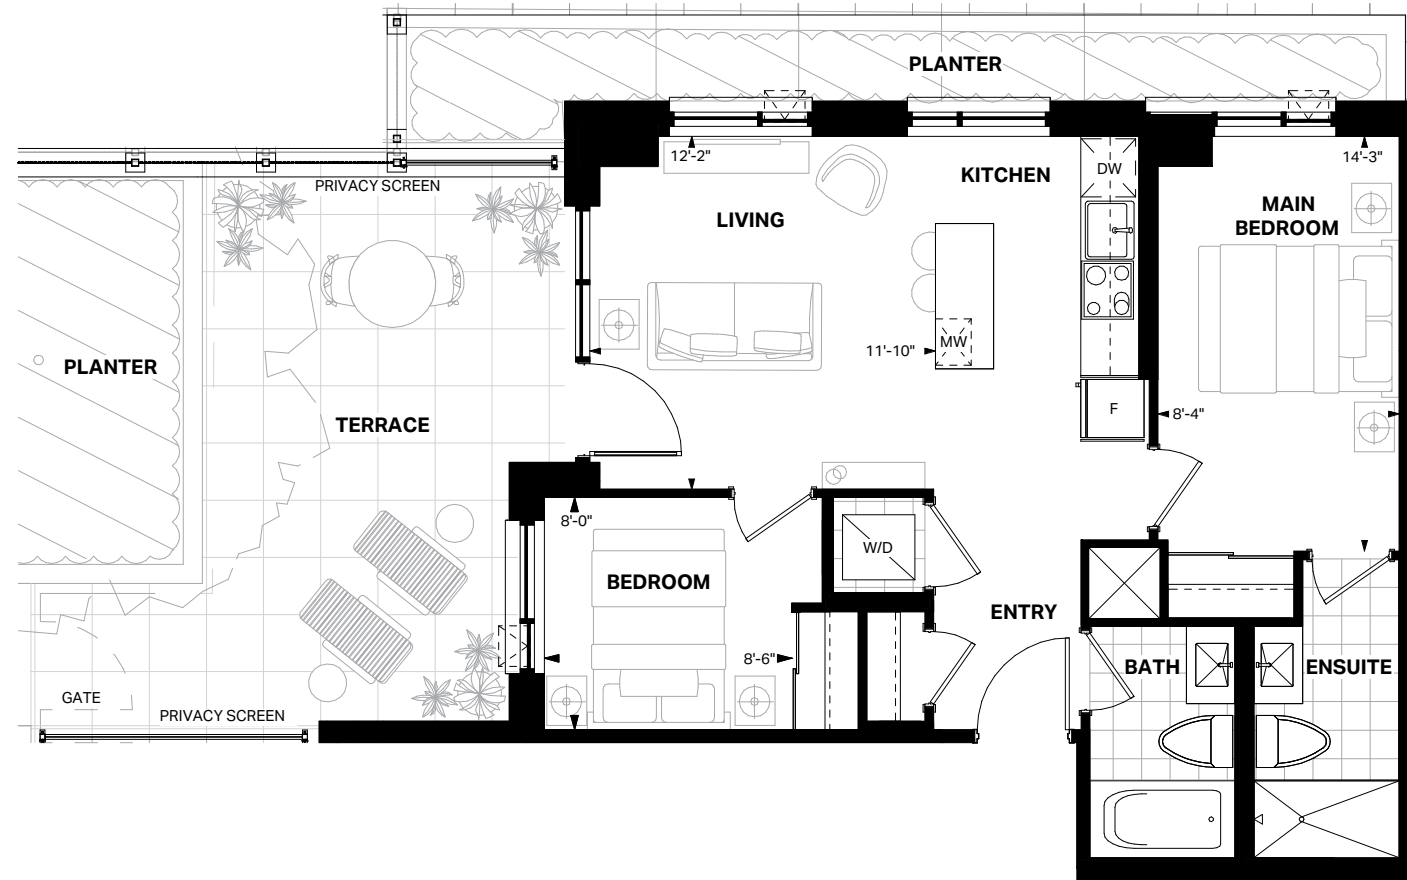 PLANTER
12'-2"
DW
14'-3"
KITCHEN
PRIVACY SCREEN
LIVING
MAIN
BEDROOM
MW
11'-10"
PLANTER
F
8'-4"
TERRACE
8'-0"
W/D
BEDROOM
ENTRY
8'-6"
BATH
ENSUITE
GATE
PRIVACY SCREEN